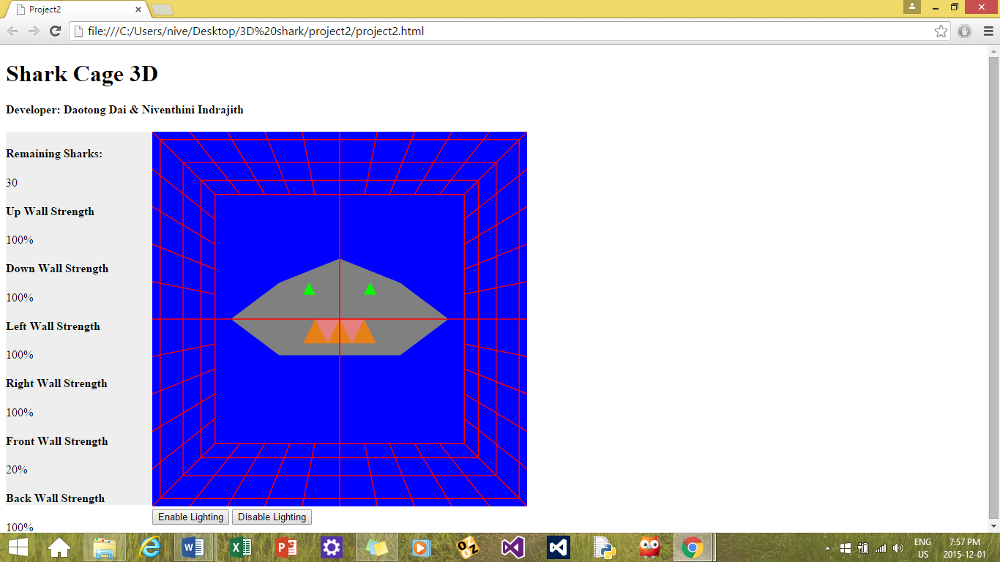 Project2
file:///C:/Users/nive/Desktop/3D%20shark/project2/project2.html
Shark Cage 3D
Developer: Daotong Dai & Niventhini Indrajith
Remaining Sharks:
30
Up Wall Strength
100%
Down Wall Strength
100%
Left Wall Strength
100%
Right Wall Strength
100%
Front Wall Strength
20%
Back Wall Strength
100%
Enable Lighting Disable Lighting
ENG 7:57 PM
US 2015-12-01